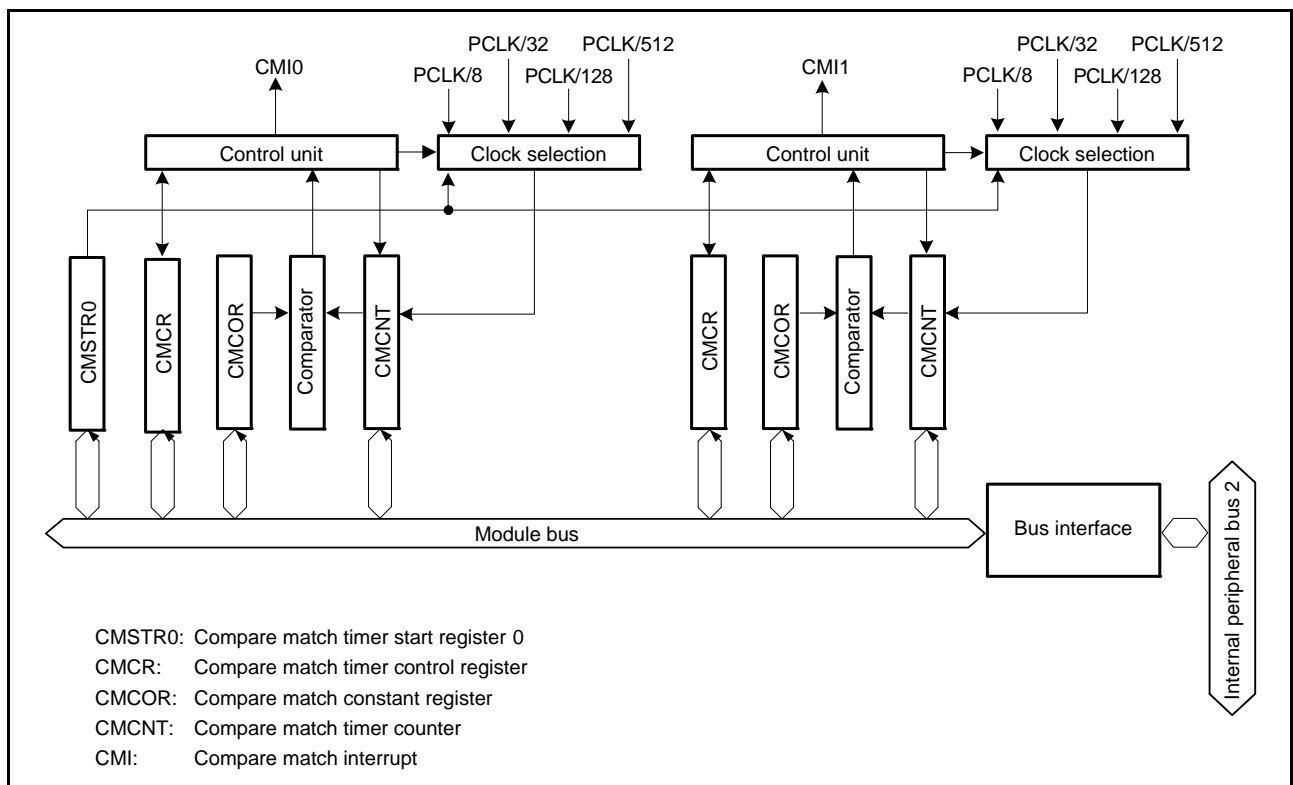 PCLK/32 PCLK/512 PCLK/32 PCLK/512
CMI0 PCLK/8 PCLK/128 CMI1 PCLK/8 PCLK/128
Control unit Clock selection Control unit Clock selection
CMSTR0 CMCR CMCOR Comparator CMCNT CMCR CMCOR Comparator CMCNT
Module bus Bus interface Internal peripheral bus 2
CMSTR0: Compare match timer start register 0
CMCR: Compare match timer control register
CMCOR: Compare match constant register
CMCNT: Compare match timer counter
CMI: Compare match interrupt